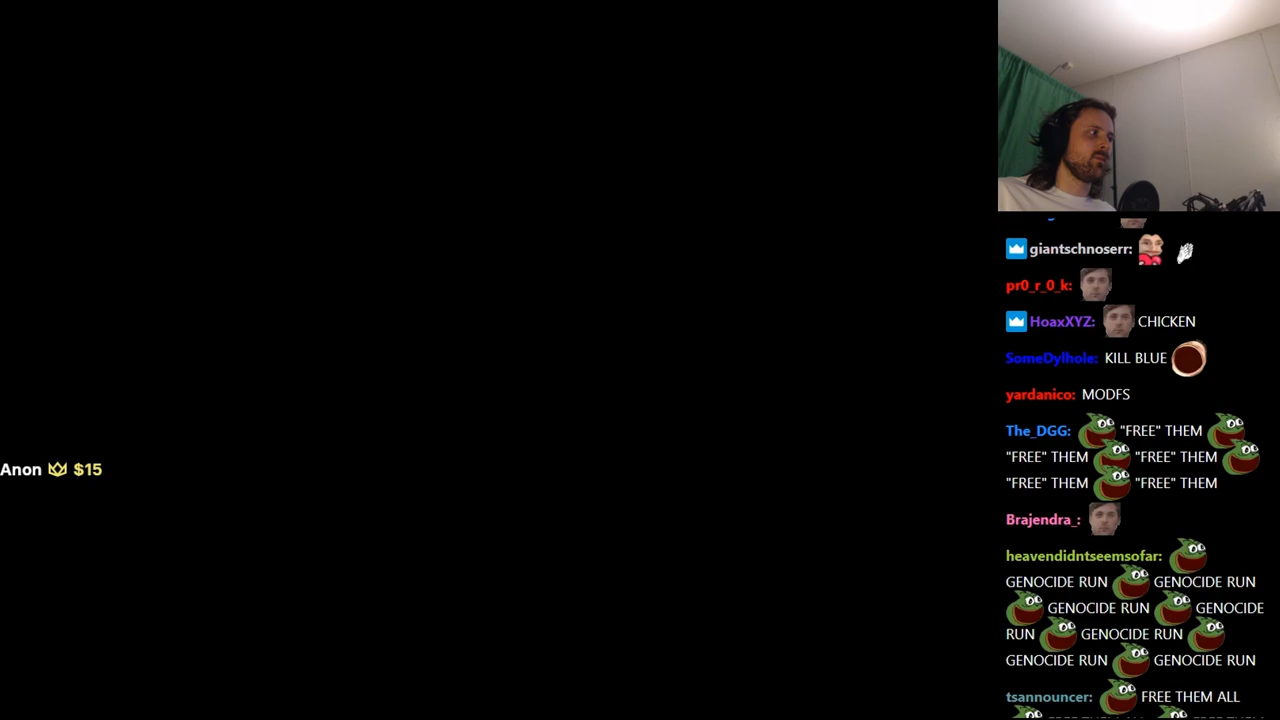 giantschnoserr:
pr0_r_0_k:
HoaxXYZ: CHICKEN
SomeDylhole: KILL BLUE
yardanico: MODFS
The_DGG: "FREE" THEM
"FREE" THEM "FREE" THEM
"FREE" THEM "FREE" THEM
Anon $15
Brajendra_:
heavendidntseemsofar:
GENOCIDE RUN GENOCIDE RUN
GENOCIDE RUN GENOCIDE
RUN GENOCIDE RUN
GENOCIDE RUN GENOCIDE RUN
tsannouncer: FREE THEM ALL